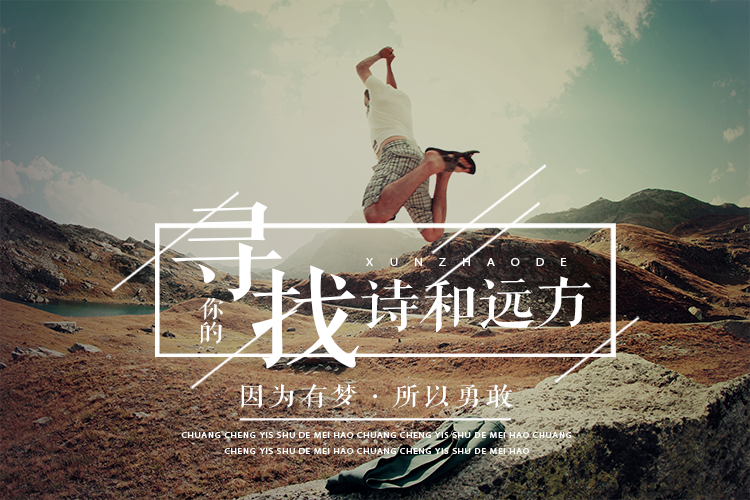 寻找
你的
XUNZHAODE
诗和远方
因为有梦·所以勇敢
CHUANG CHENG YIS SHU DE MEI HAO CHUANG CHENG YIS SHU DE MEI HAO CHUANG
CHENG YIS SHU DE MEI HAO CHUANG CHENG YIS SHU DE MEI HAO